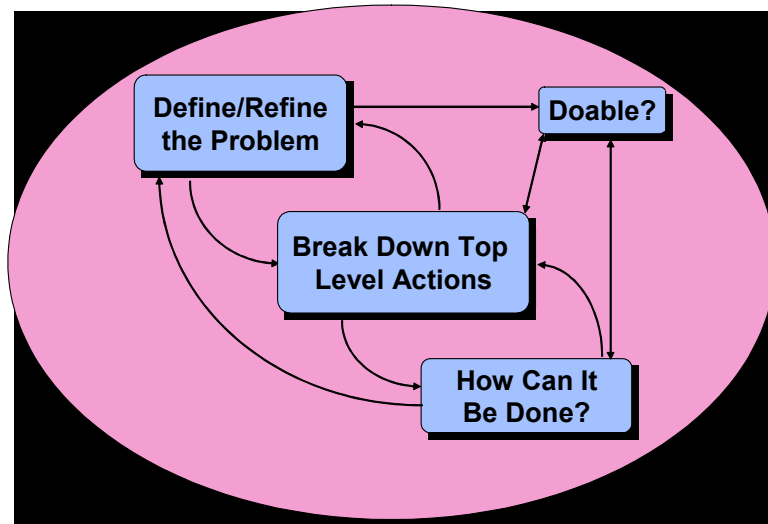 Define/Refine
the Problem
Doable?
Break Down Top
Level Actions
How Can It
Be Done?